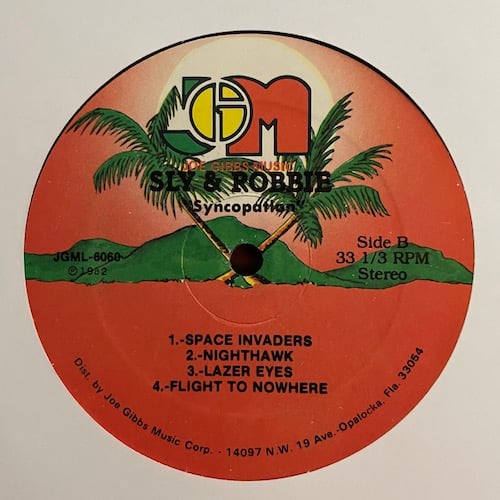 JGM
JOE GIBBS MUSIC
SLY & ROBBIE
"Syncopation"
JGML-6060
℗1982
Side B
33 1/3 RPM
Stereo
1.-SPACE INVADERS
2.-NIGHTHAWK
3.-LAZER EYES
4.-FLIGHT TO NOWHERE
Dist. by Joe Gibbs Music Corp. - 14097 N.W. 19 Ave.-Opalocka, Fla. 33054